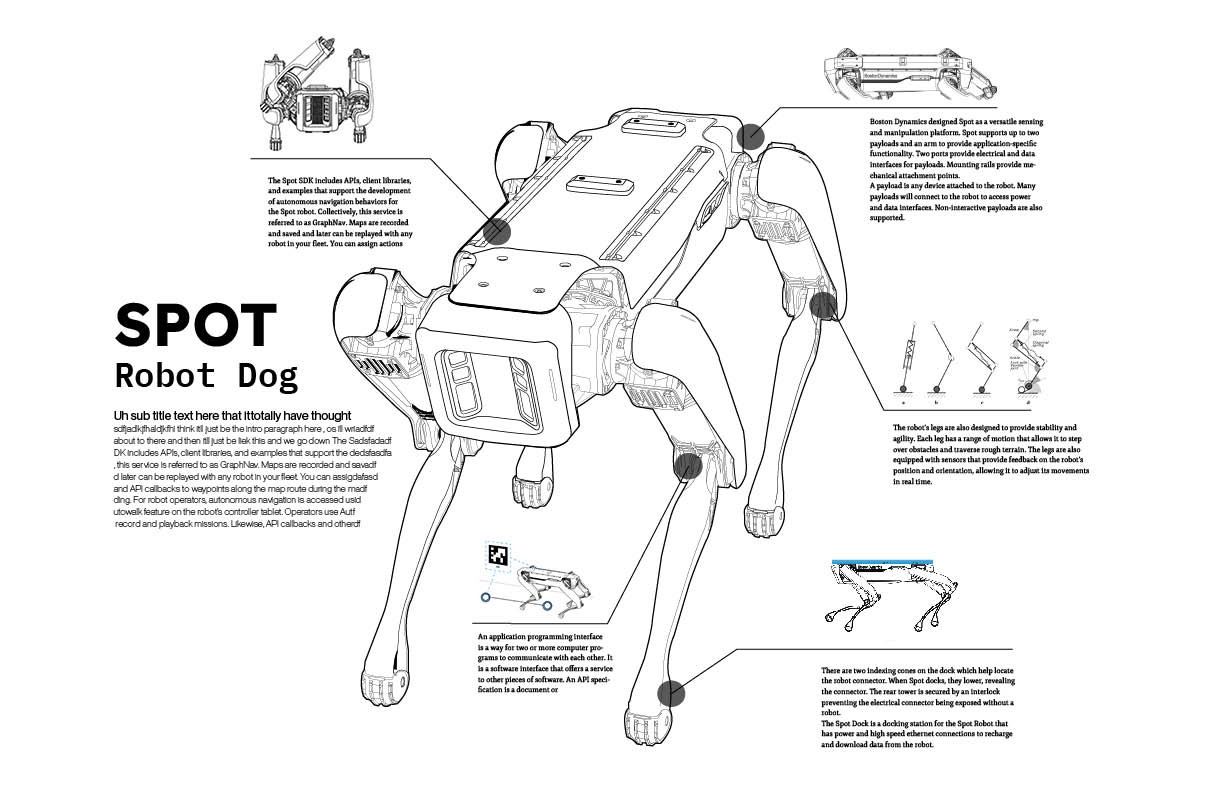 The Spot SDK includes APIs, client libraries,
and examples that support the development
of autonomous navigation behaviors for
the Spot robot. Collectively, this service is
referred to as GraphNav. Maps are recorded
and saved and later can be replayed with any
robot in your fleet. You can assign actions
BostonDynamics
Boston Dynamics designed Spot as a versatile sensing
and manipulation platform. Spot supports up to two
payloads and an arm to provide application-specific
functionality. Two ports provide electrical and data
interfaces for payloads. Mounting rails provide me-
chanical attachment points.
A payload is any device attached to the robot. Many
payloads will connect to the robot to access power
and data interfaces. Non-interactive payloads are also
supported.
SPOT
Robot Dog
Uh sub title text here that ittotally have thought
sdfjadlkjfhaldjkfhi think itll just be the intro paragraph here , os ill wriadfdf
about to there and then itll just be liek this and we go down The Sadsfadadf
DK includes APIs, client libraries, and examples that support the dedsfasdfa
, this service is referred to as GraphNav. Maps are recorded and savadf
d later can be replayed with any robot in your fleet. You can assigdafasd
and API callbacks to waypoints along the map route during the madf
ding. For robot operators, autonomous navigation is accessed usid
utowalk feature on the robot's controller tablet. Operators use Autf
record and playback missions. Likewise, API callbacks and otherdf
a b c d
The robot's legs are also designed to provide stability and
agility. Each leg has a range of motion that allows it to step
over obstacles and traverse rough terrain. The legs are also
equipped with sensors that provide feedback on the robot's
position and orientation, allowing it to adjust its movements
in real time.
An application programming interface
is a way for two or more computer pro-
grams to communicate with each other. It
is a software interface that offers a service
to other pieces of software. An API speci-
fication is a document or
There are two indexing cones on the dock which help locate
the robot connector. When Spot docks, they lower, revealing
the connector. The rear tower is secured by an interlock
preventing the electrical connector being exposed without a
robot.
The Spot Dock is a docking station for the Spot Robot that
has power and high speed ethernet connections to recharge
and download data from the robot.